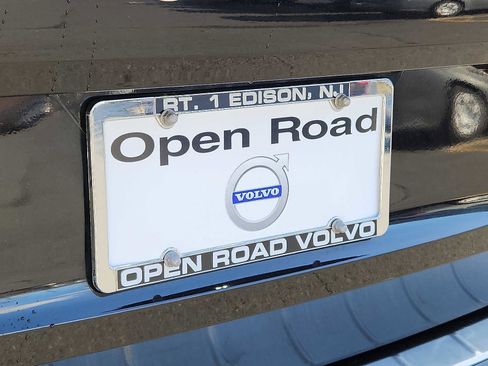 RT. 1 EDISON, NJ
Open Road
VOLVO
OPEN ROAD VOLVO